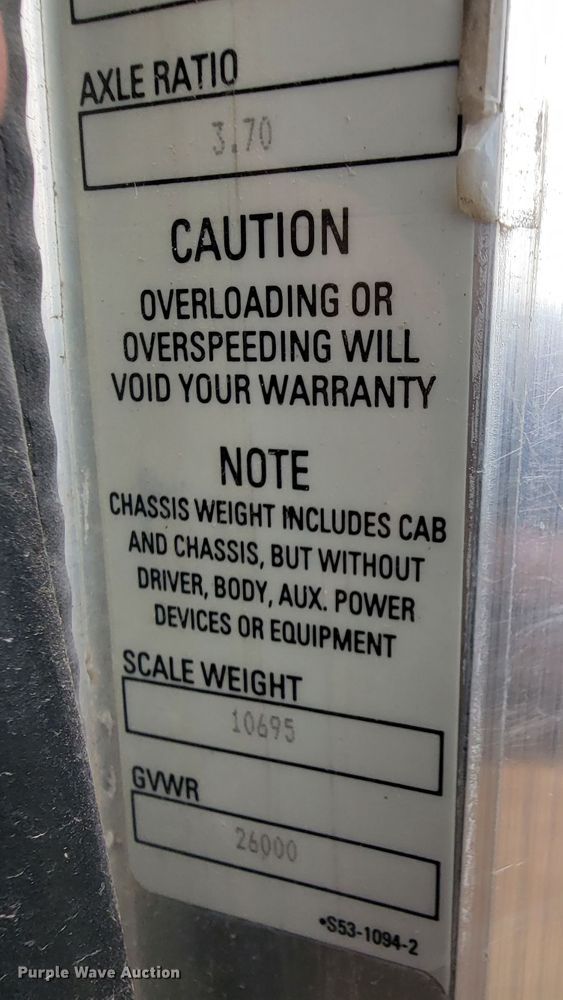 AXLE RATIO
3.70
CAUTION
OVERLOADING OR
OVERSPEEDING WILL
VOID YOUR WARRANTY
NOTE
CHASSIS WEIGHT INCLUDES CAB
AND CHASSIS, BUT WITHOUT
DRIVER, BODY, AUX. POWER
DEVICES OR EQUIPMENT
SCALE WEIGHT
10695
GVWR
26000
•S53-1094-2
Purple Wave Auction